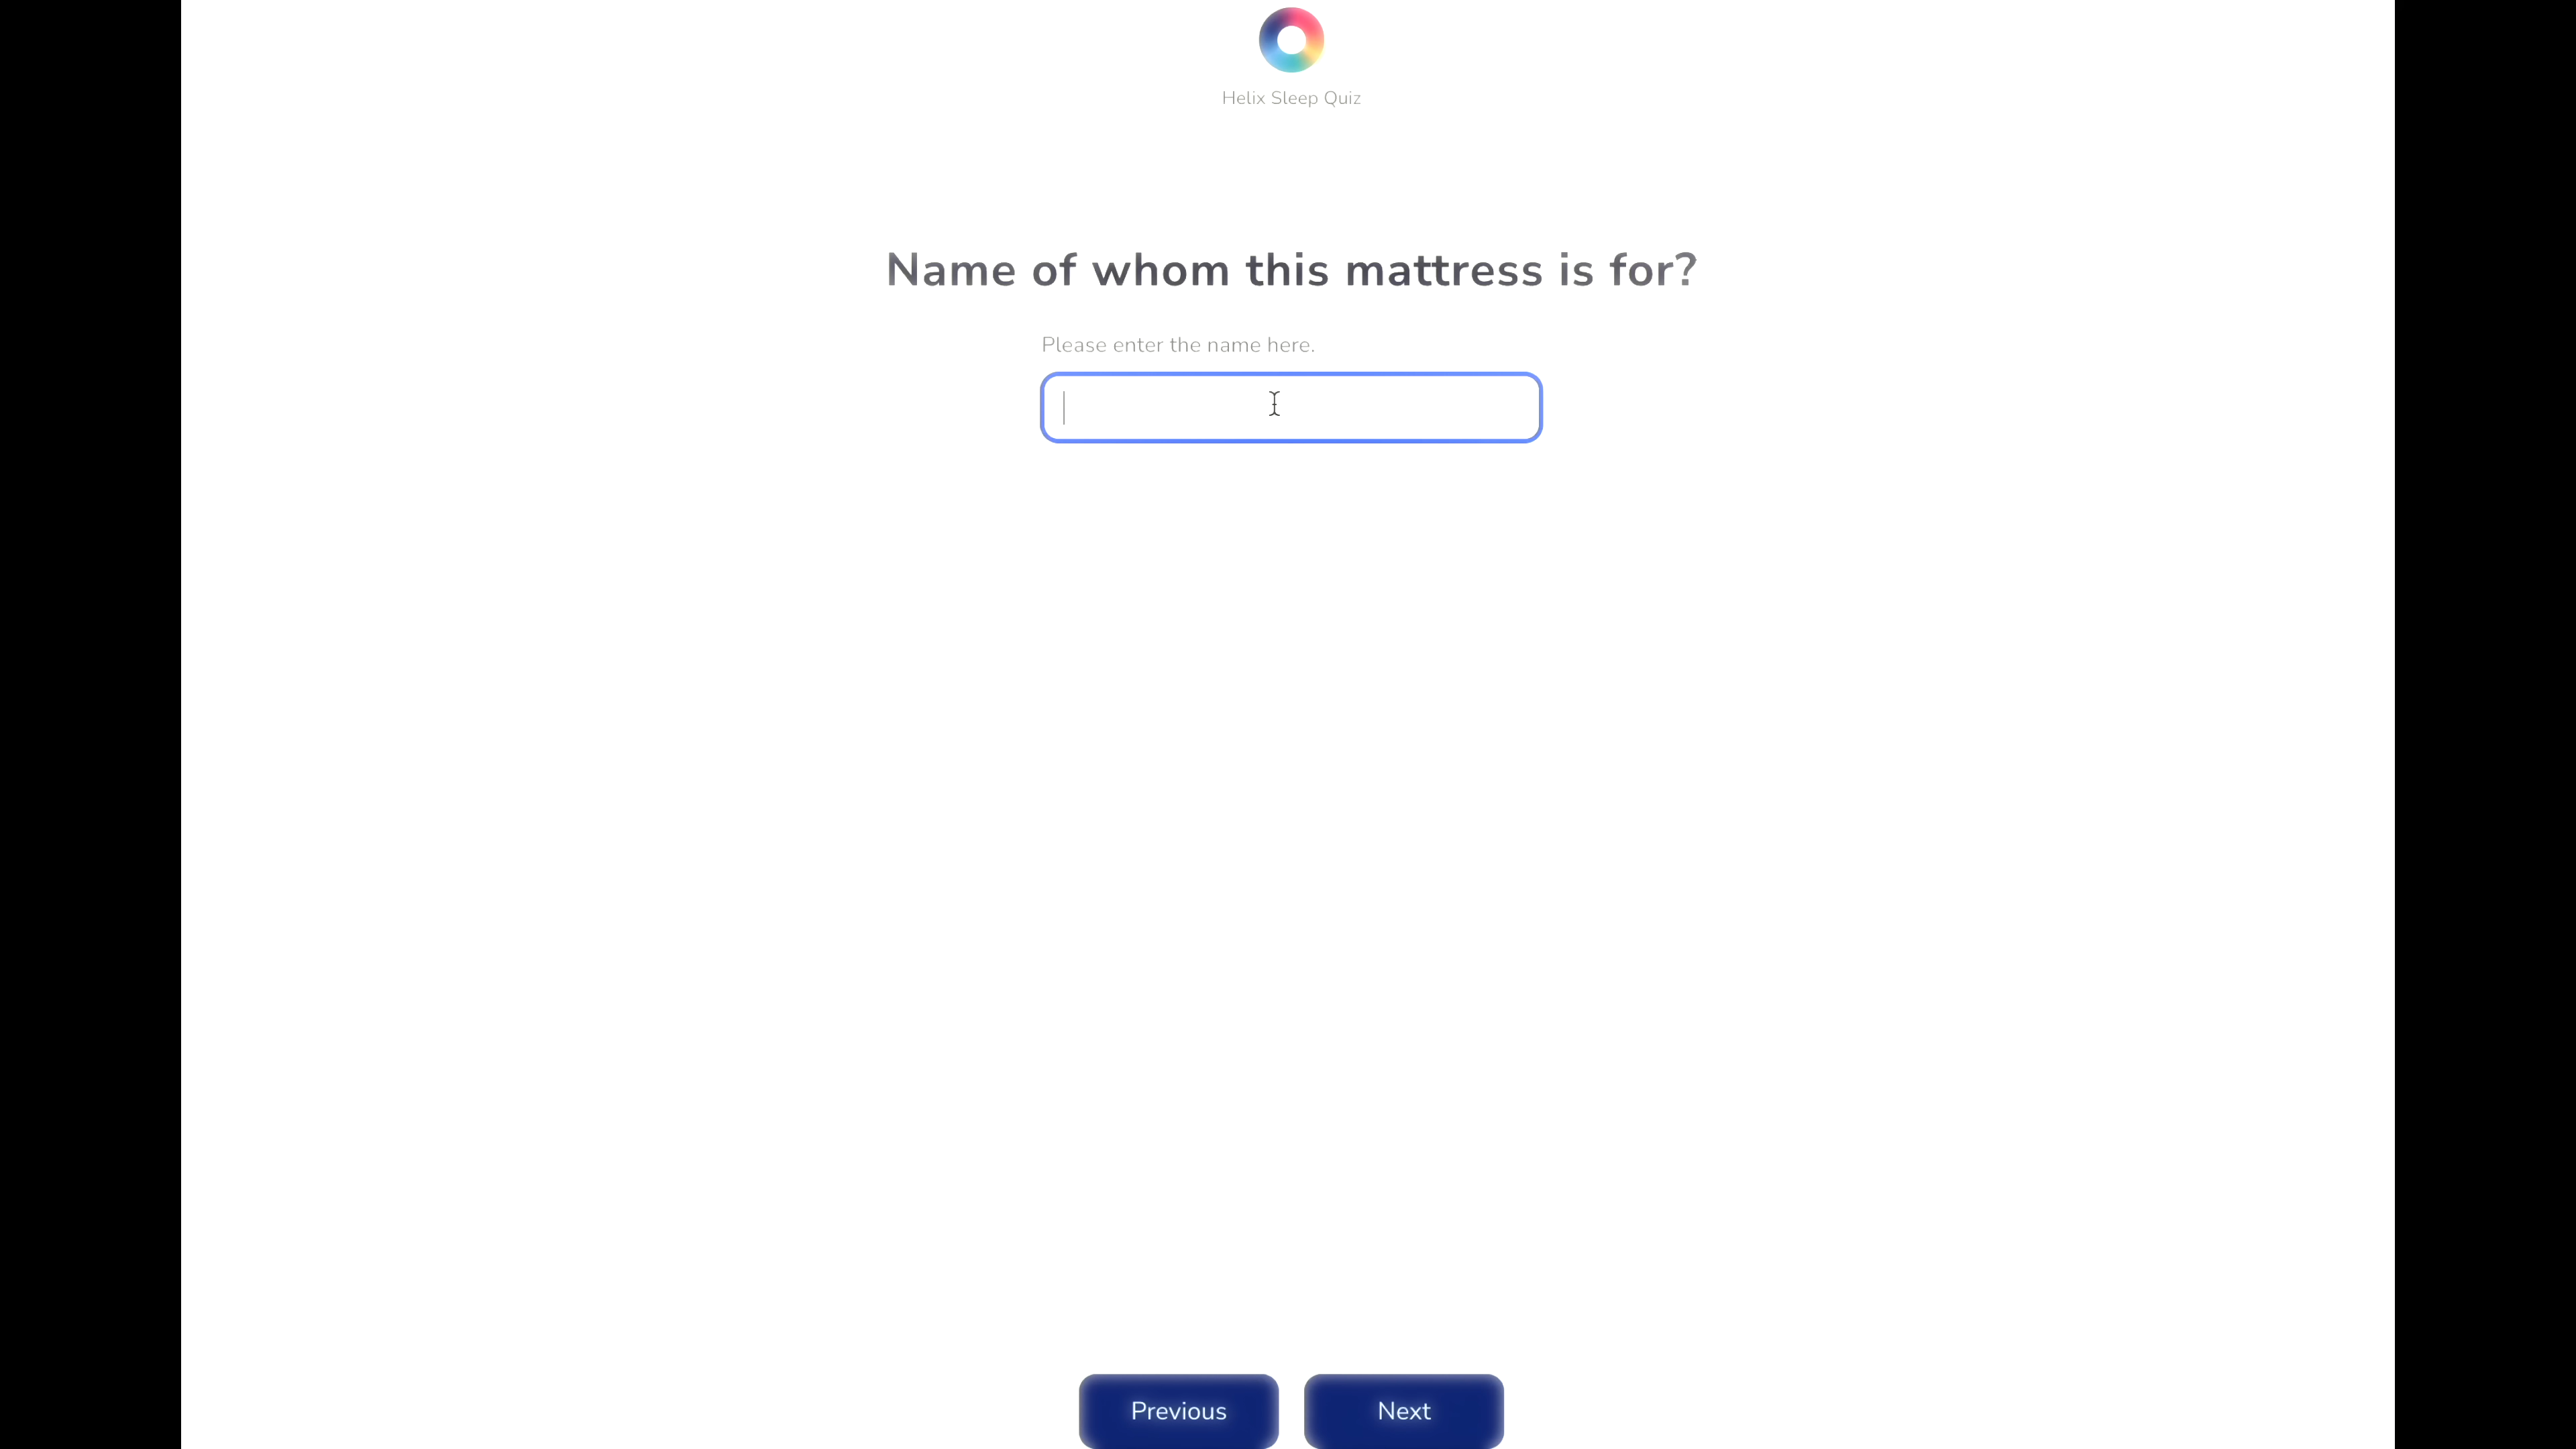 Helix Sleep Quiz
Name of whom this mattress is for?
Please enter the name here.
Previous Next